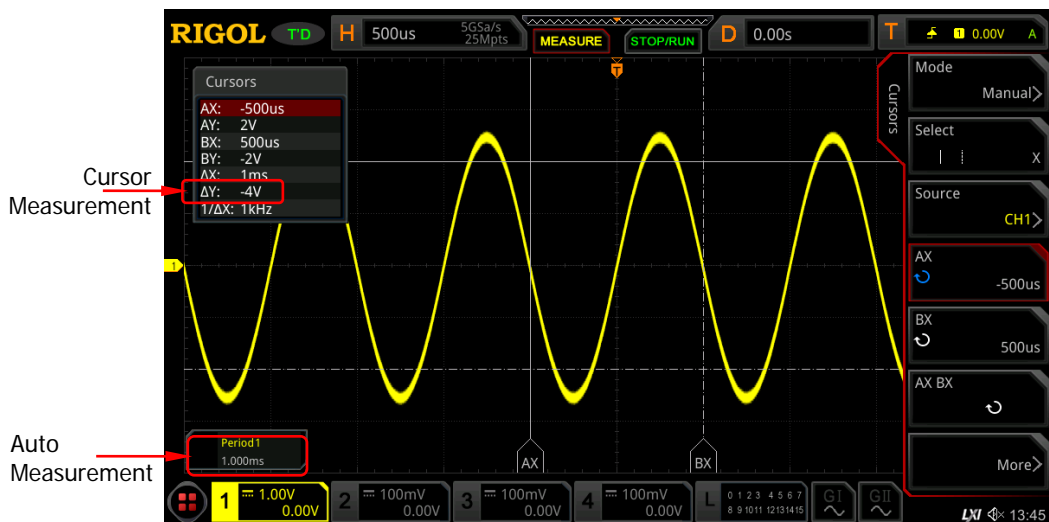 RIGOL T'D H 500us 5GSa/s 25Mpts MEASURE STOP/RUN D 0.00s T 1 0.00V A
T
Cursors
AX: -500us
AY: 2V
BX: 500us
BY: -2V
ΔX: 1ms
ΔY: -4V
1/ΔX: 1kHz
Cursor
Measurement
1
Cursors
Mode
Manual>
Select
X
Source
CH1>
AX
-500us
BX
500us
AX BX
More>
Auto
Measurement
Period1
1.000ms
AX
BX
1 1.00V 0.00V
2 100mV 0.00V
3 100mV 0.00V
4 100mV 0.00V
L 0 1 2 3 4 5 6 7
8 9 10 11 12 13 14 15
GI
GII
LXI 13:45